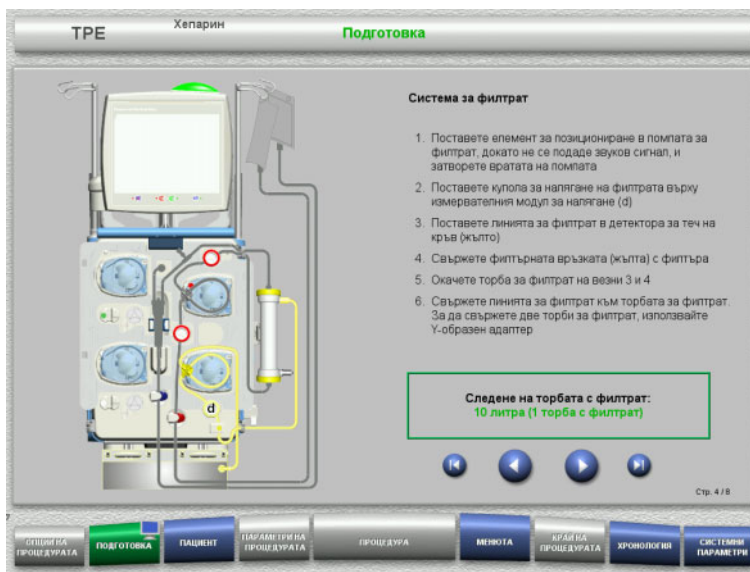 TPE
Хепарин
Подготовка
Система за филтрат
1. Поставете елемент за позициониране в помпата за
филтрат, докато не се подаде звуков сигнал, и
затворете вратата на помпата
2. Поставете купола за налягане на филтрата върху
измервателния модул за налягане (d)
3. Поставете линията за филтрат в детектора за теч на
кръв (жълто)
4. Свържете филтърната връзката (жълта) с филтъра
5. Окачете торба за филтрат на везни 3 и 4
6. Свържете линията за филтрат към торбата за филтрат.
За да свържете две торби за филтрат, използвайте
Y-образен адаптер
d
Следене на торбата с филтрат:
10 литра (1 торба с филтрат)
Стр. 4 / 8
ОПЦИИ НА
ПРОЦЕДУРАТА
ПОДГОТОВКА
ПАЦИЕНТ
ПАРАМЕТРИ НА
ПРОЦЕДУРАТА
ПРОЦЕДУРА
МЕНЮТА
КРАЙ НА
ПРОЦЕДУРАТА
ХРОНОЛОГИЯ
СИСТЕМНИ
ПАРАМЕТРИ